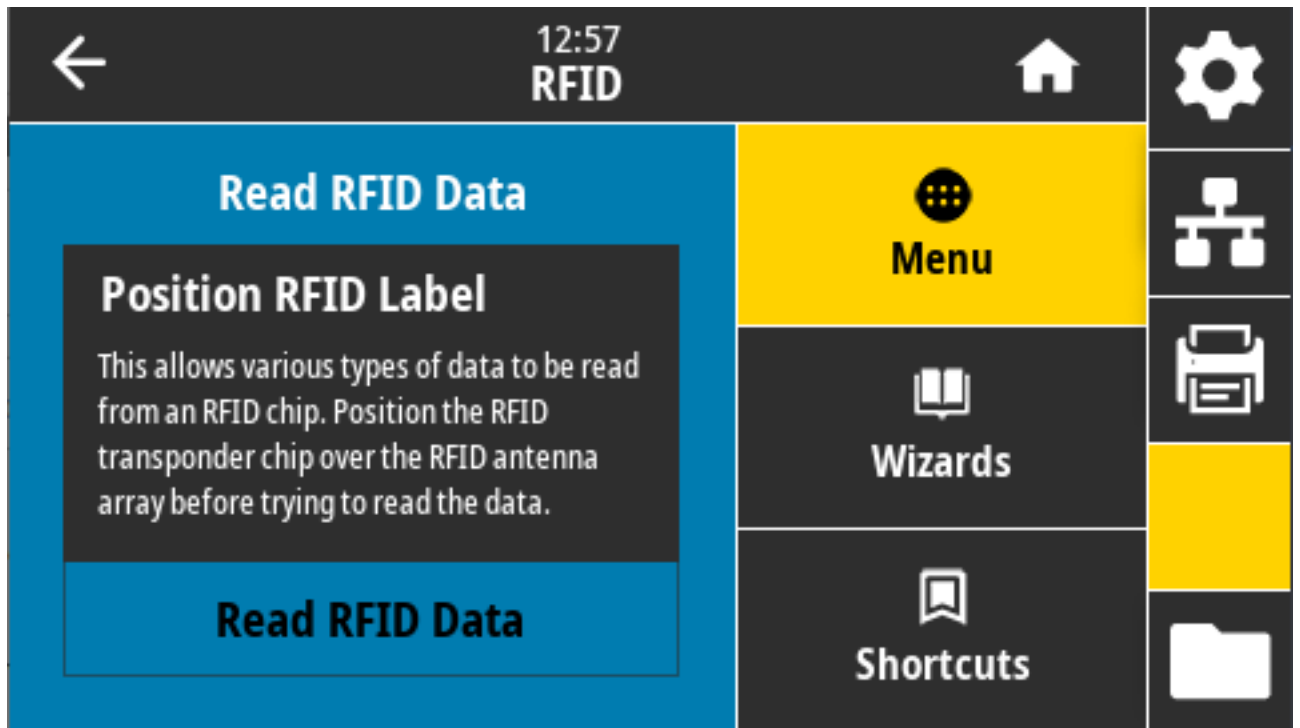 12:57
RFID
Read RFID Data
Position RFID Label
This allows various types of data to be read
from an RFID chip. Position the RFID
transponder chip over the RFID antenna
array before trying to read the data.
Read RFID Data
Menu
Wizards
Shortcuts